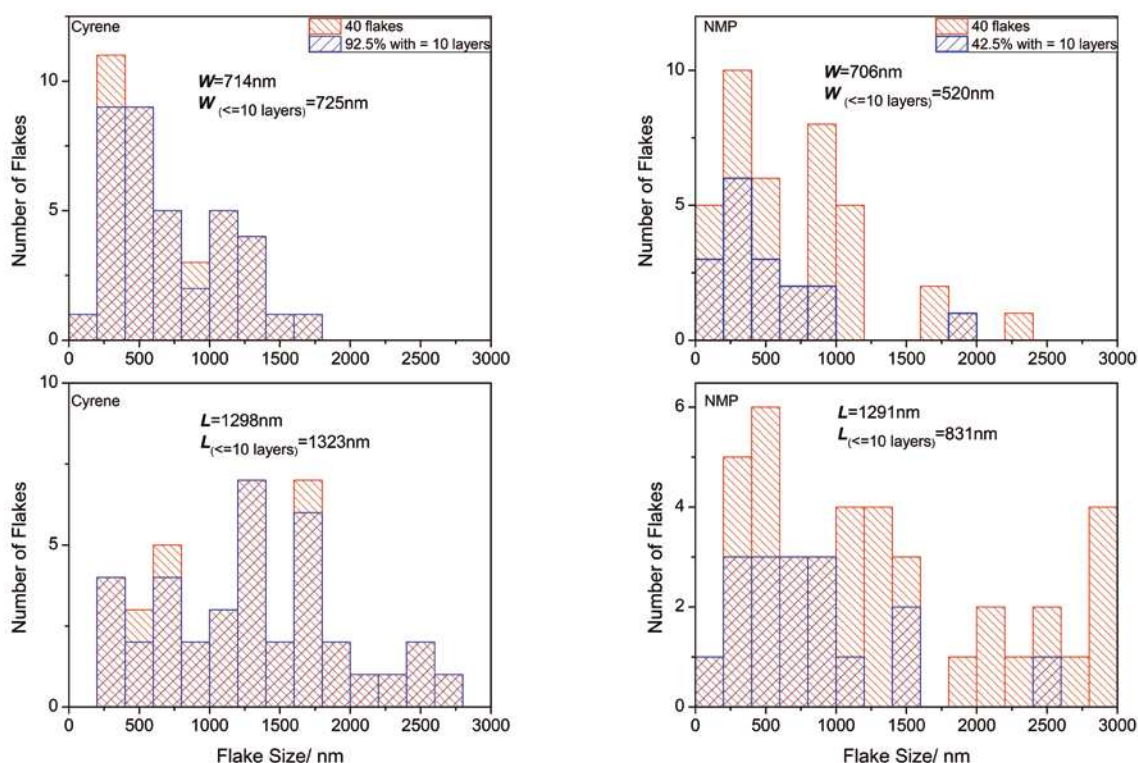 Cyrene
40 flakes
92.5% with = 10 layers
W=714nm
W (<=10 layers)=725nm
Number of Flakes
10
5
0
0 500 1000 1500 2000 2500 3000
NMP
40 flakes
42.5% with = 10 layers
W=706nm
W (<=10 layers)=520nm
Number of Flakes
10
5
0
0 500 1000 1500 2000 2500 3000
Cyrene
L=1298nm
L(<=10 layers)=1323nm
Number of Flakes
10
5
0
0 500 1000 1500 2000 2500 3000
Flake Size/ nm
NMP
L=1291nm
L(<=10 layers)=831nm
Number of Flakes
6
4
2
0
0 500 1000 1500 2000 2500 3000
Flake Size/ nm